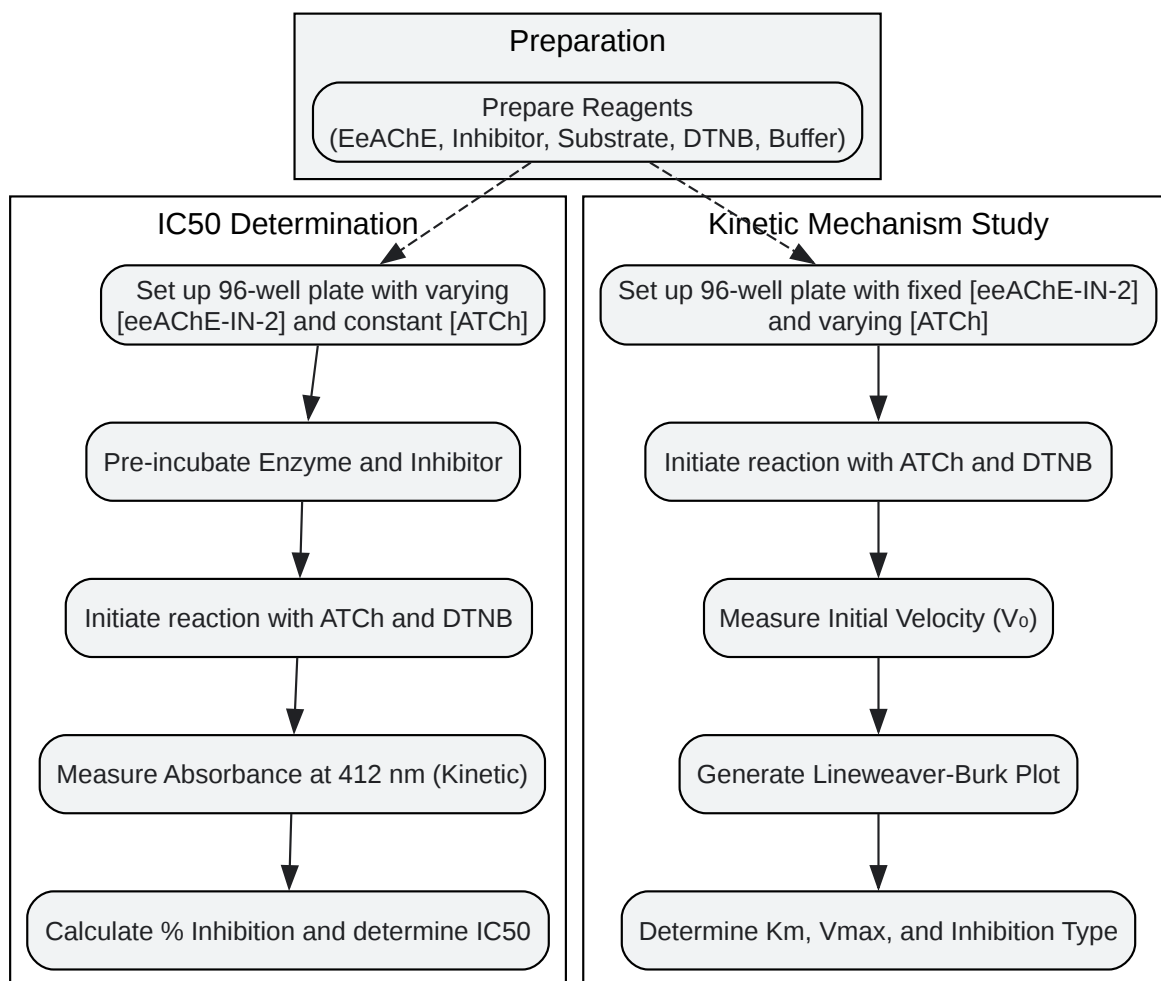 Preparation
Prepare Reagents
(EeAChE, Inhibitor, Substrate, DTNB, Buffer)
IC50 Determination
Set up 96-well plate with varying
[eeAChE-IN-2] and constant [ATCh]
Pre-incubate Enzyme and Inhibitor
Initiate reaction with ATCh and DTNB
Measure Absorbance at 412 nm (Kinetic)
Calculate % Inhibition and determine IC50
Kinetic Mechanism Study
Set up 96-well plate with fixed [eeAChE-IN-2]
and varying [ATCh]
Initiate reaction with ATCh and DTNB
Measure Initial Velocity (V₀)
Generate Lineweaver-Burk Plot
Determine Km, Vmax, and Inhibition Type